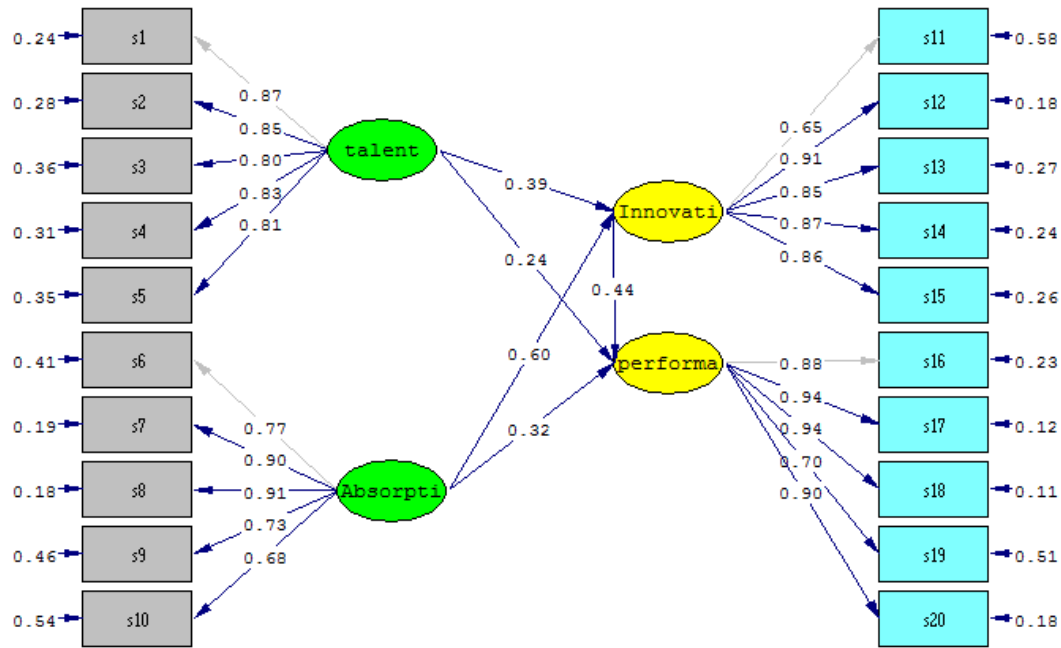 0.24 s1
0.28 s2
0.36 s3
0.31 s4
0.35 s5
0.41 s6
0.19 s7
0.18 s8
0.46 s9
0.54 s10
0.87
0.85
0.80
0.83
0.81
0.77
0.90
0.91
0.73
0.68
talent
Absorpti
0.39
0.24
0.44
0.60
0.32
Innovati
performa
0.65
0.91
0.85
0.87
0.86
0.88
0.94
0.94
0.70
0.90
s11 0.58
s12 0.18
s13 0.27
s14 0.24
s15 0.26
s16 0.23
s17 0.12
s18 0.11
s19 0.51
s20 0.18